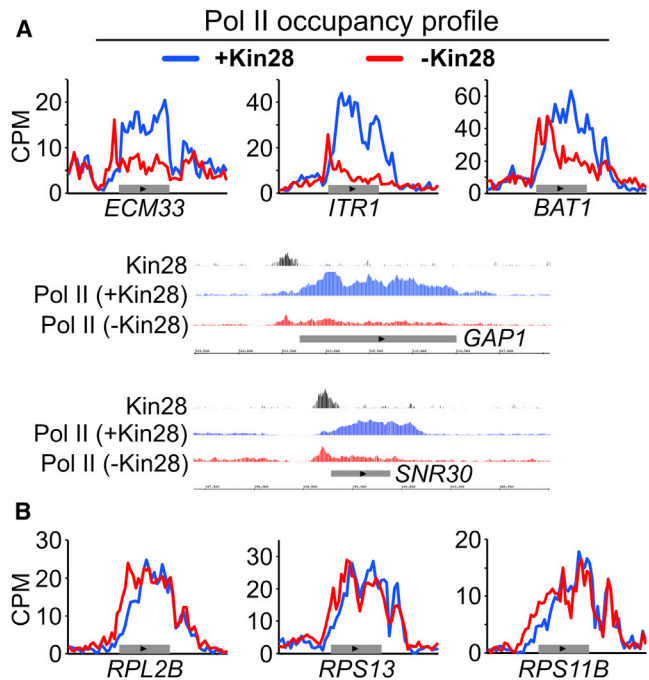 A
Pol II occupancy profile
+Kin28 -Kin28
CPM
20
10
0
ECM33
40
20
0
ITR1
60
40
20
0
BAT1
Kin28
Pol II (+Kin28)
Pol II (-Kin28)
GAP1
Kin28
Pol II (+Kin28)
Pol II (-Kin28)
SNR30
B
CPM
30
20
10
0
RPL2B
30
20
10
0
RPS13
20
10
0
RPS11B